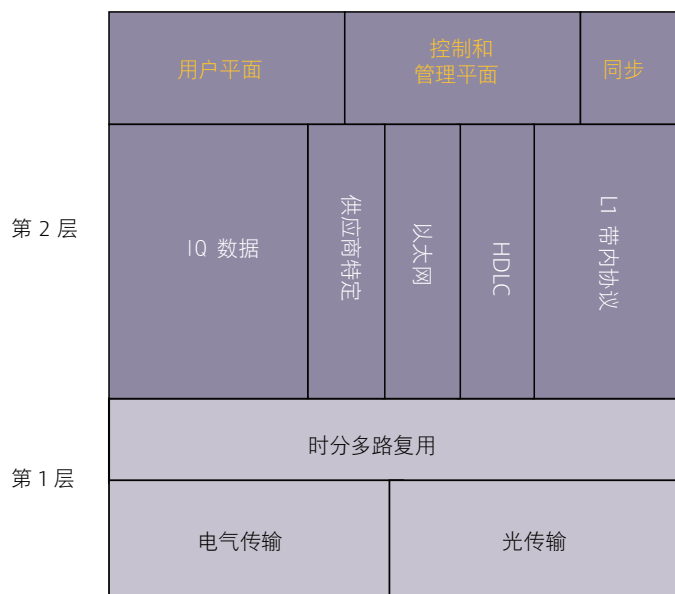 用户平面
控制和
管理平面
同步
第 2 层
IQ 数据
供应商特定
以太网
HDLC
L1 带内协议
时分多路复用
第 1 层
电气传输
光传输